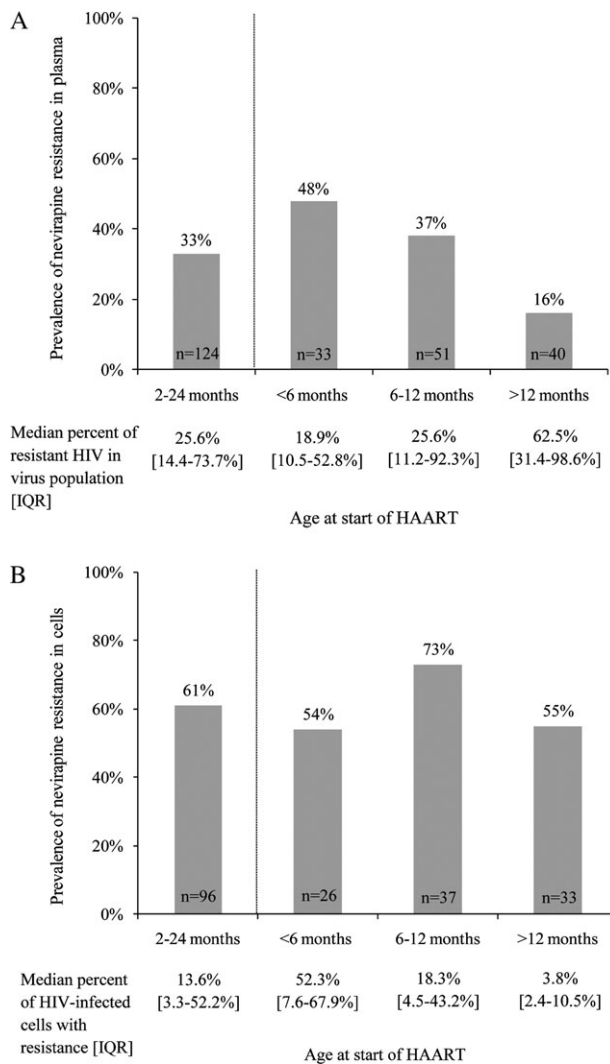 A
Prevalence of nevirapine resistance in plasma
100%
80%
60%
40%
20%
0%
33%
48%
37%
16%
n=124
n=33
n=51
n=40
2-24 months
<6 months
6-12 months
>12 months
Median percent of
resistant HIV in
virus population
[IQR]
25.6%
[14.4-73.7%]
18.9%
[10.5-52.8%]
25.6%
[11.2-92.3%]
62.5%
[31.4-98.6%]
Age at start of HAART
B
Prevalence of nevirapine resistance in cells
100%
80%
60%
40%
20%
0%
61%
54%
73%
55%
n=96
n=26
n=37
n=33
2-24 months
<6 months
6-12 months
>12 months
Median percent
of HIV-infected
cells with
resistance [IQR]
13.6%
[3.3-52.2%]
52.3%
[7.6-67.9%]
18.3%
[4.5-43.2%]
3.8%
[2.4-10.5%]
Age at start of HAART